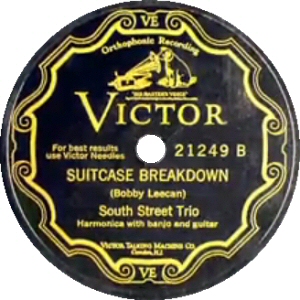 VE
Orthophonic Recording
"HIS MASTER'S VOICE"
VICTOR
For best results
use Victor Needles
21249 B
SUITCASE BREAKDOWN
(Bobby Leecan)
South Street Trio
Harmonica with banjo and guitar
VICTOR TALKING MACHINE CO.
Camden, N.J.
VE